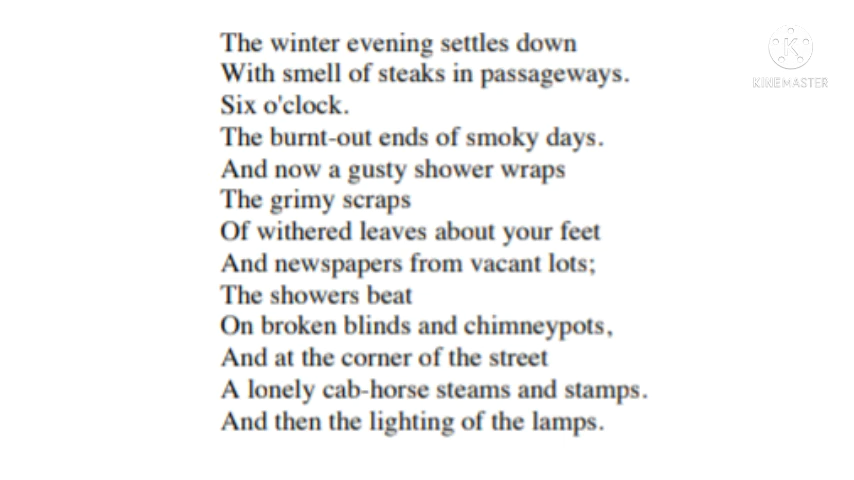 The winter evening settles down
With smell of steaks in passageways.
Six o'clock.
The burnt-out ends of smoky days.
And now a gusty shower wraps
The grimy scraps
Of withered leaves about your feet
And newspapers from vacant lots;
The showers beat
On broken blinds and chimneypots,
And at the corner of the street
A lonely cab-horse steams and stamps.
And then the lighting of the lamps.
K
KINEMASTER